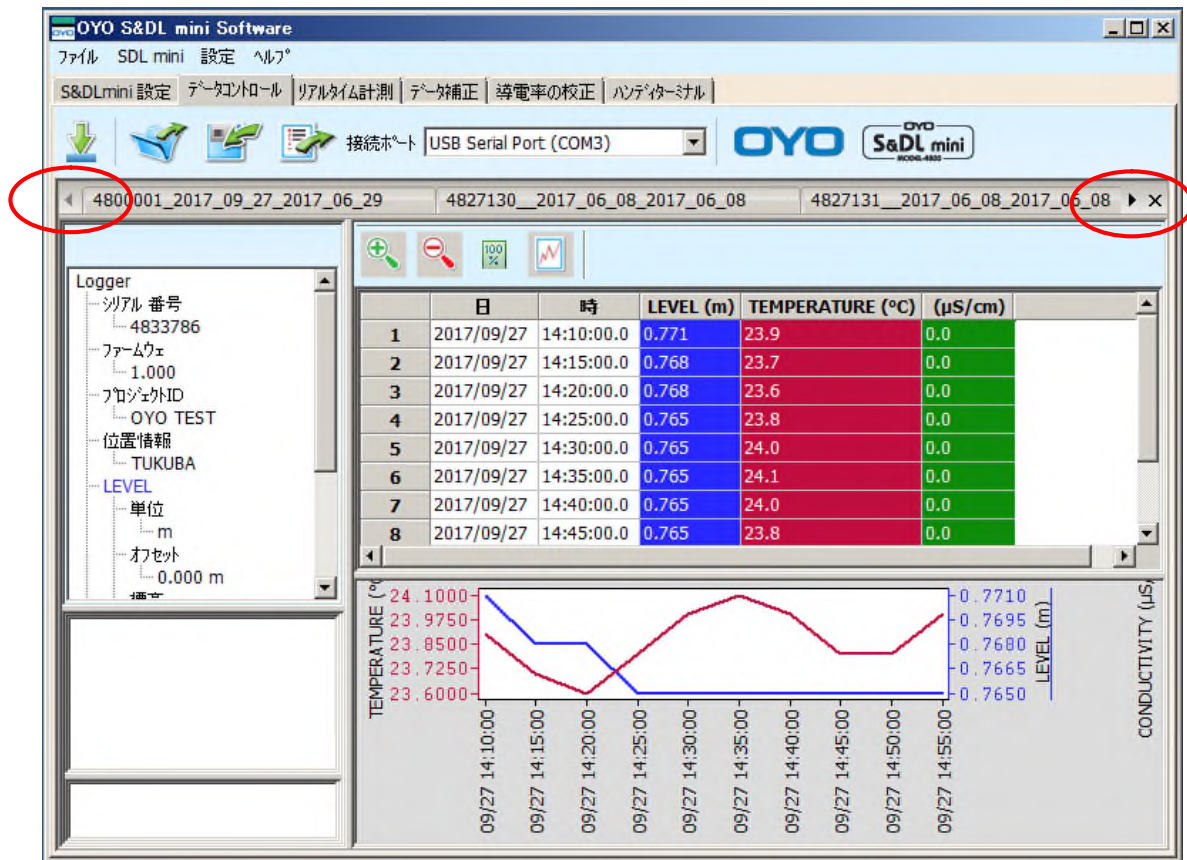 OYO S&DL mini Software
ファイル SDL mini 設定 ヘルプ
S&DLmini 設定 データコントロール リアルタイム計測 データ補正 導電率の校正 ハンディターミナル
接続ポート USB Serial Port (COM3) OYO OYO S&DL mini MODEL-4800
4800001_2017_09_27_2017_06_29 4827130__2017_06_08_2017_06_08 4827131__2017_06_08_2017_06_08
Logger
シリアル 番号
4833786
ファームウェ
1.000
プロジェクトID
OYO TEST
位置情報
TUKUBA
LEVEL
単位
m
オフセット
0.000 m
標高
100 %
日 時 LEVEL (m) TEMPERATURE (°C) (µS/cm)
1 2017/09/27 14:10:00.0 0.771 23.9 0.0
2 2017/09/27 14:15:00.0 0.768 23.7 0.0
3 2017/09/27 14:20:00.0 0.768 23.6 0.0
4 2017/09/27 14:25:00.0 0.765 23.8 0.0
5 2017/09/27 14:30:00.0 0.765 24.0 0.0
6 2017/09/27 14:35:00.0 0.765 24.1 0.0
7 2017/09/27 14:40:00.0 0.765 24.0 0.0
8 2017/09/27 14:45:00.0 0.765 23.8 0.0
TEMPERATURE (°
24.1000
23.9750
23.8500
23.7250
23.6000
0.7710
0.7695
0.7680
0.7665
0.7650
LEVEL (m)
CONDUCTIVITY (µS/
09/27 14:10:00
09/27 14:15:00
09/27 14:20:00
09/27 14:25:00
09/27 14:30:00
09/27 14:35:00
09/27 14:40:00
09/27 14:45:00
09/27 14:50:00
09/27 14:55:00